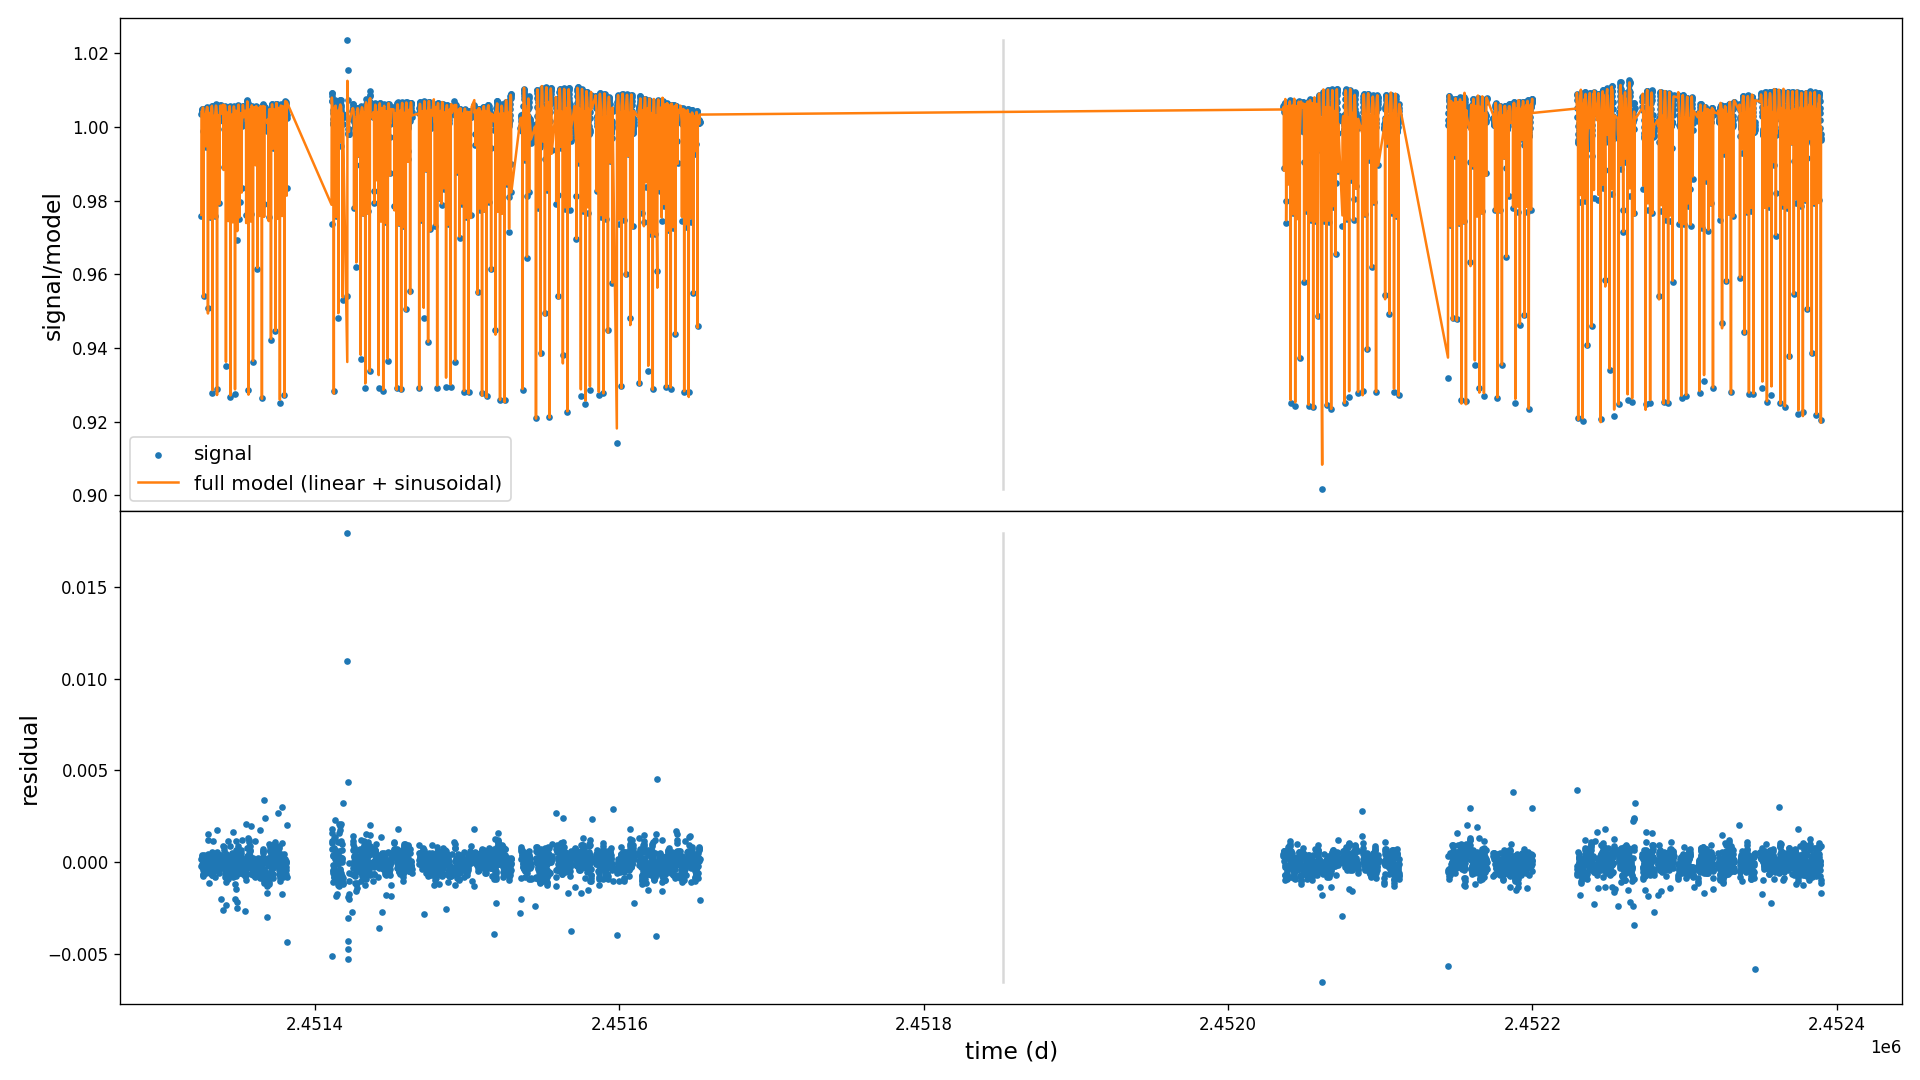 1.02
1.00
0.98
0.96
0.94
0.92
0.90
signal/model
signal
full model (linear + sinusoidal)
0.015
0.010
0.005
0.000
−0.005
residual
2.4514 2.4516 2.4518 2.4520 2.4522 2.4524
1e6
time (d)